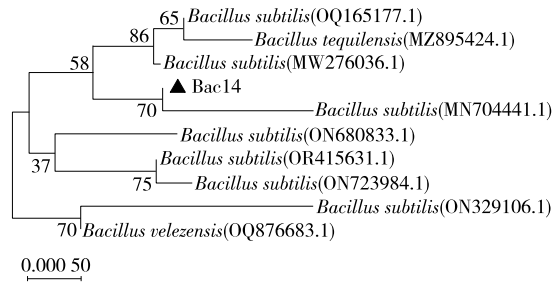 65 Bacillus subtilis(OQ165177.1)
86 Bacillus tequilensis(MZ895424.1)
58 Bacillus subtilis(MW276036.1)
▲ Bac14
70 Bacillus subtilis(MN704441.1)
Bacillus subtilis(ON680833.1)
37 Bacillus subtilis(OR415631.1)
75 Bacillus subtilis(ON723984.1)
Bacillus subtilis(ON329106.1)
70 Bacillus velezensis(OQ876683.1)
0.000 50